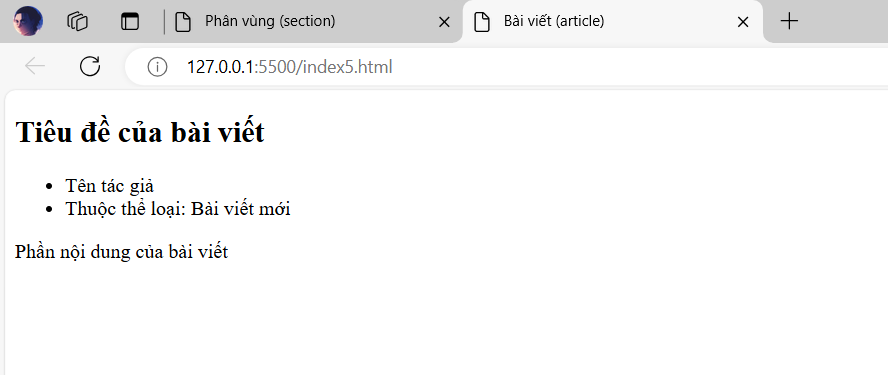 Phân vùng (section)
Bài viết (article)
127.0.0.1:5500/index5.html
Tiêu đề của bài viết
Tên tác giả
Thuộc thể loại: Bài viết mới
Phần nội dung của bài viết